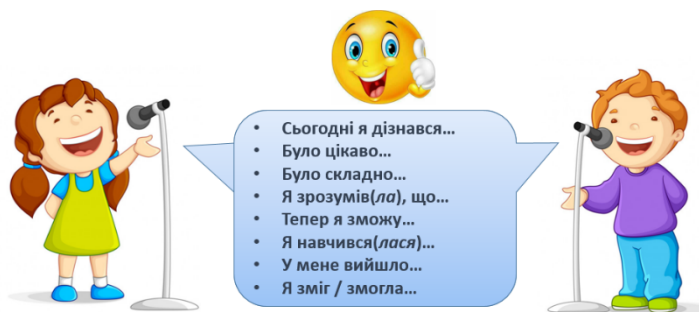 • Сьогодні я дізнався...
• Було цікаво...
• Було складно...
• Я зрозумів(ла), що...
• Тепер я зможу...
• Я навчився(лася)...
• У мене вийшло...
• Я зміг / змогла...